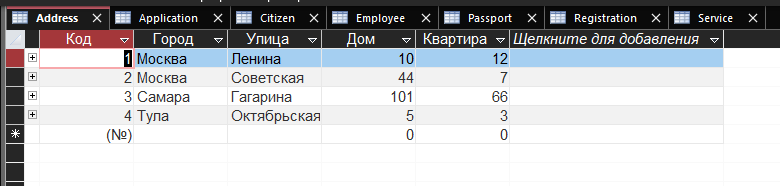 Address Application Citizen Employee Passport Registration Service
Код Город Улица Дом Квартира Щелкните для добавления
1 Москва Ленина 10 12
2 Москва Советская 44 7
3 Самара Гагарина 101 66
4 Тула Октябрьская 5 3
(№) 0 0